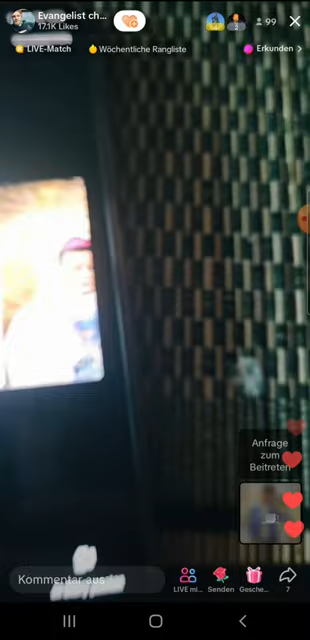 Evangelist ch...
17.1K Likes
99
2
LIVE-Match
Wöchentliche Rangliste
Erkunden >
Anfrage
zum
Beitreten
Kommentar aus
LIVE mi...
Senden
Gesche...
7